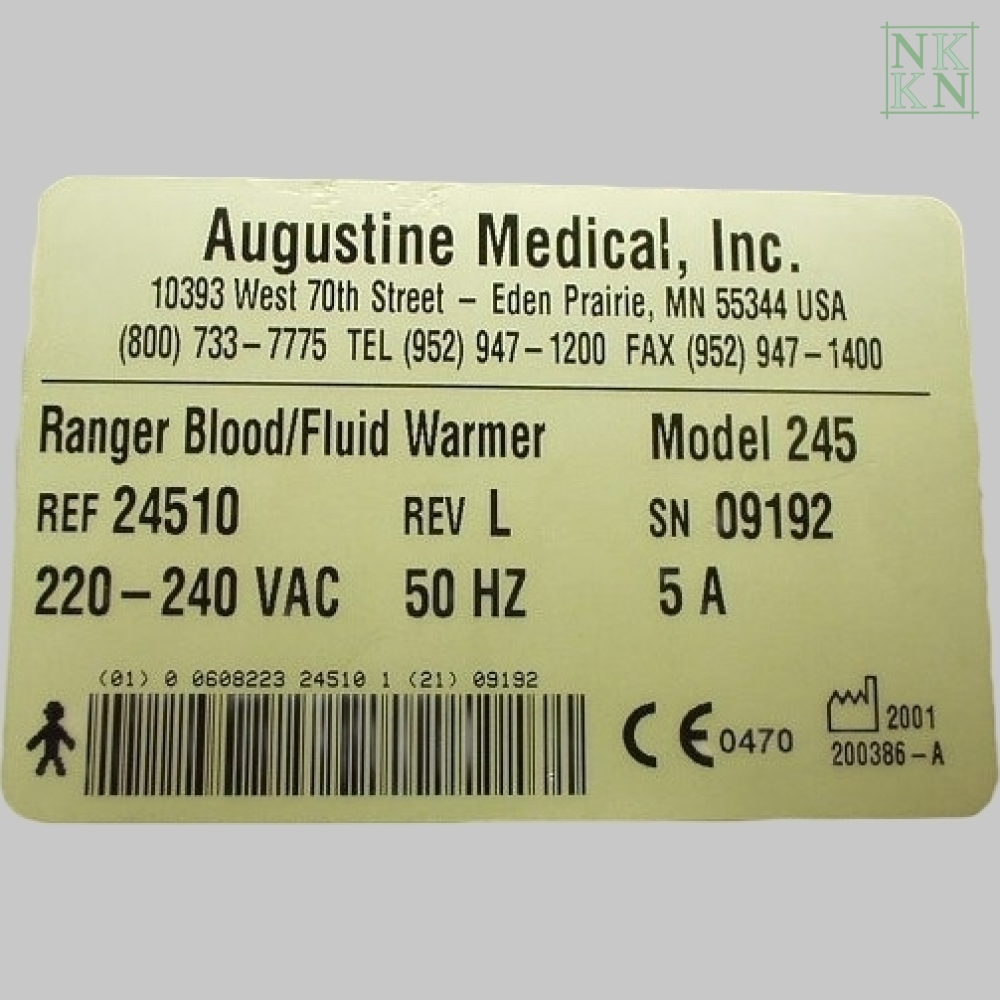 NK
KN
Augustine Medical, Inc.
10393 West 70th Street – Eden Prairie, MN 55344 USA
(800) 733–7775 TEL (952) 947–1200 FAX (952) 947–1400
Ranger Blood/Fluid Warmer Model 245
REF 24510 REV L SN 09192
220–240 VAC 50 HZ 5 A
(01) 0 0608223 24510 1 (21) 09192
CE 0470 2001
200386–A